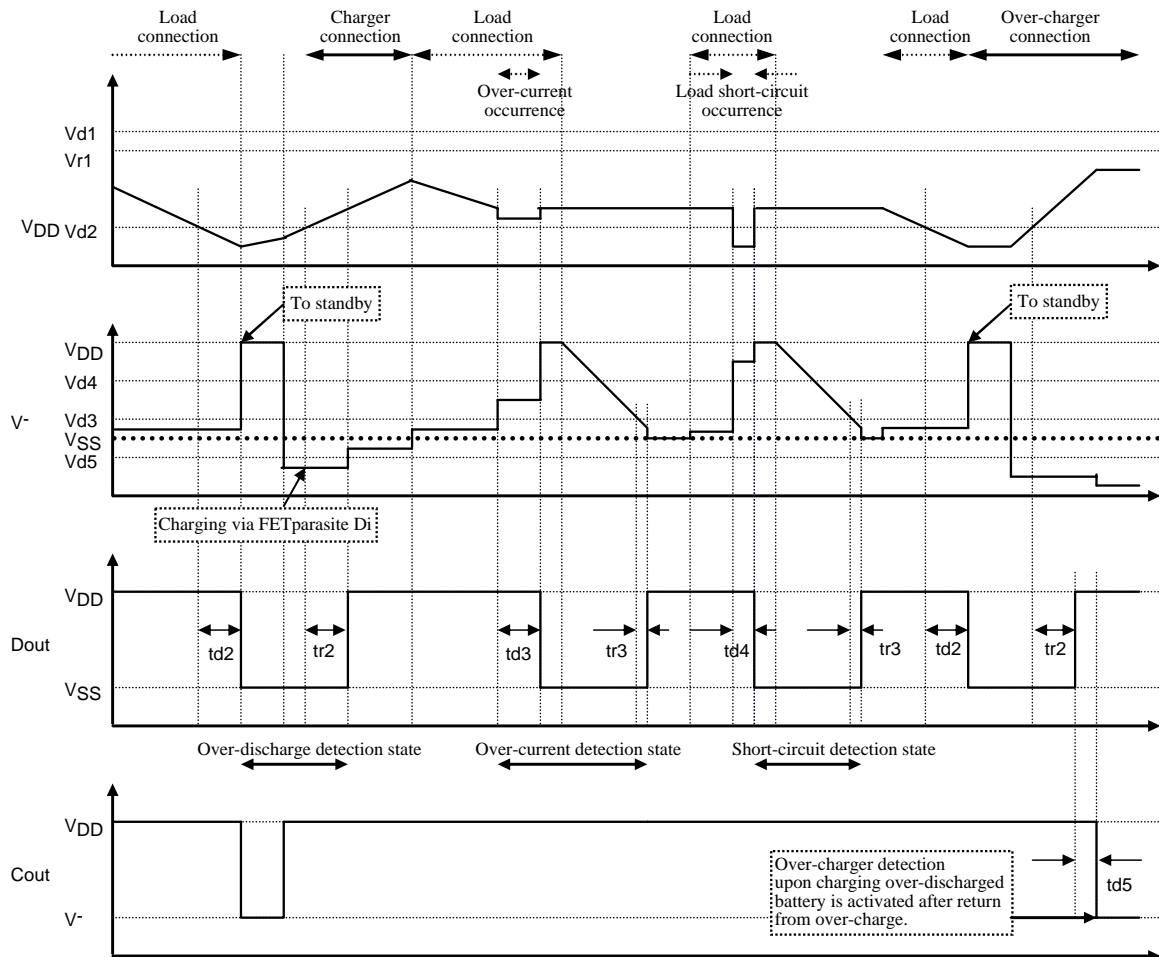 Load
connection
Charger
connection
Load
connection
Load
connection
Load
connection
Over-charger
connection
Over-current
occurrence
Load short-circuit
occurrence
Vd1
Vr1
VDD Vd2
To standby
To standby
VDD
Vd4
V-
Vd3
VSS
Vd5
Charging via FETparasite Di
VDD
Dout
td2
tr2
td3
tr3
td4
tr3
td2
tr2
VSS
Over-discharge detection state
Over-current detection state
Short-circuit detection state
VDD
Cout
Over-charger detection
upon charging over-discharged
battery is activated after return
from over-charge.
td5
V-